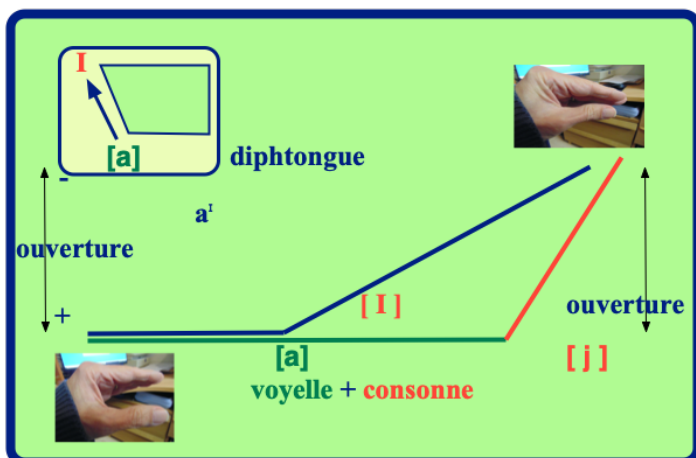 I
[a]
diphtongue
-
aᴵ
ouverture
+
[ I ]
ouverture
[a]
[ j ]
voyelle + consonne